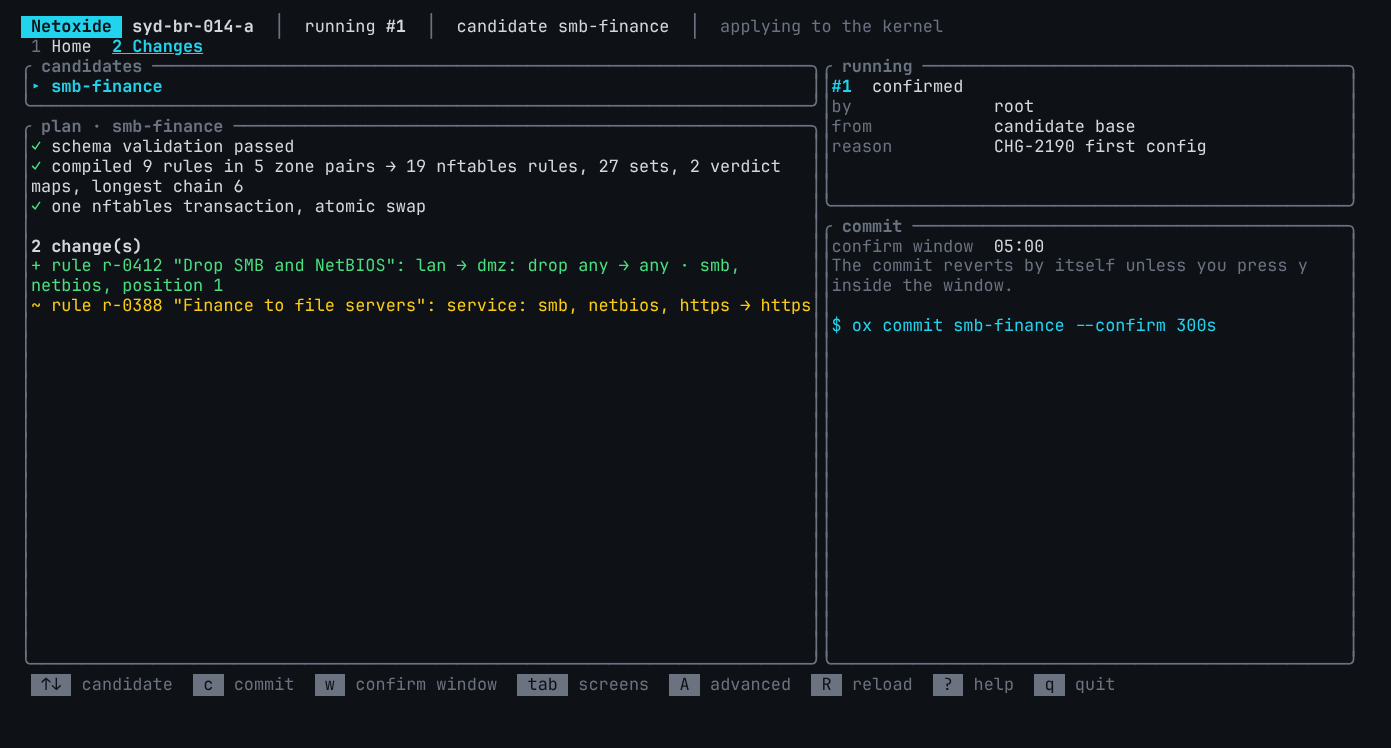 Netoxide syd-br-014-a │ running #1 │ candidate smb-finance │ applying to the kernel
1 Home 2 Changes
candidates
▸ smb-finance
plan · smb-finance
✓ schema validation passed
✓ compiled 9 rules in 5 zone pairs → 19 nftables rules, 27 sets, 2 verdict
maps, longest chain 6
✓ one nftables transaction, atomic swap
2 change(s)
+ rule r-0412 "Drop SMB and NetBIOS": lan → dmz: drop any → any · smb,
netbios, position 1
~ rule r-0388 "Finance to file servers": service: smb, netbios, https → https
running
#1 confirmed
by root
from candidate base
reason CHG-2190 first config
commit
confirm window 05:00
The commit reverts by itself unless you press y
inside the window.
$ ox commit smb-finance --confirm 300s
↑↓ candidate c commit w confirm window tab screens A advanced R reload ? help q quit